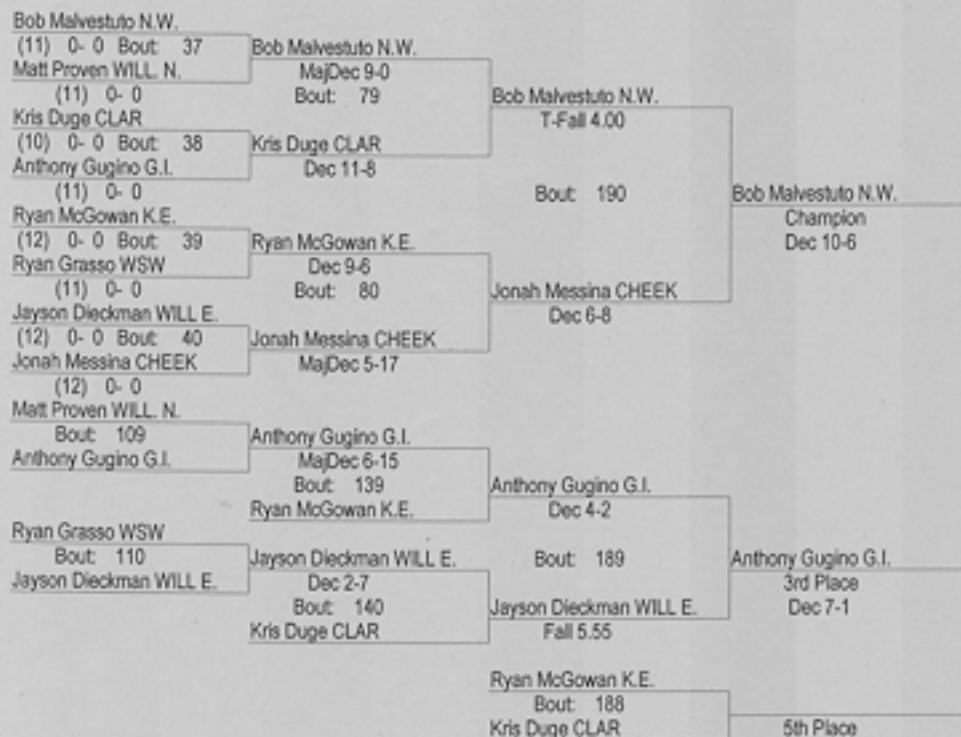 Bob Malvestuto N.W.
(11) 0- 0 Bout: 37
Matt Proven WILL. N.
(11) 0- 0
Kris Duge CLAR
(10) 0- 0 Bout: 38
Anthony Gugino G.I.
(11) 0- 0
Ryan McGowan K.E.
(12) 0- 0 Bout: 39
Ryan Grasso WSW
(11) 0- 0
Jayson Dieckman WILL E.
(12) 0- 0 Bout: 40
Jonah Messina CHEEK
(12) 0- 0
Matt Proven WILL. N.
Bout: 109
Anthony Gugino G.I.
Ryan Grasso WSW
Bout: 110
Jayson Dieckman WILL E.
Bob Malvestuto N.W.
MajDec 9-0
Bout: 79
Kris Duge CLAR
Dec 11-8
Ryan McGowan K.E.
Dec 9-6
Bout: 80
Jonah Messina CHEEK
MajDec 5-17
Anthony Gugino G.I.
MajDec 6-15
Bout: 139
Ryan McGowan K.E.
Jayson Dieckman WILL E.
Dec 2-7
Bout: 140
Kris Duge CLAR
Bob Malvestuto N.W.
T-Fall 4.00
Bout: 190
Jonah Messina CHEEK
Dec 6-8
Anthony Gugino G.I.
Dec 4-2
Bout: 189
Jayson Dieckman WILL E.
Fall 5.55
Ryan McGowan K.E.
Bout: 188
Kris Duge CLAR
Bob Malvestuto N.W.
Champion
Dec 10-6
Anthony Gugino G.I.
3rd Place
Dec 7-1
5th Place